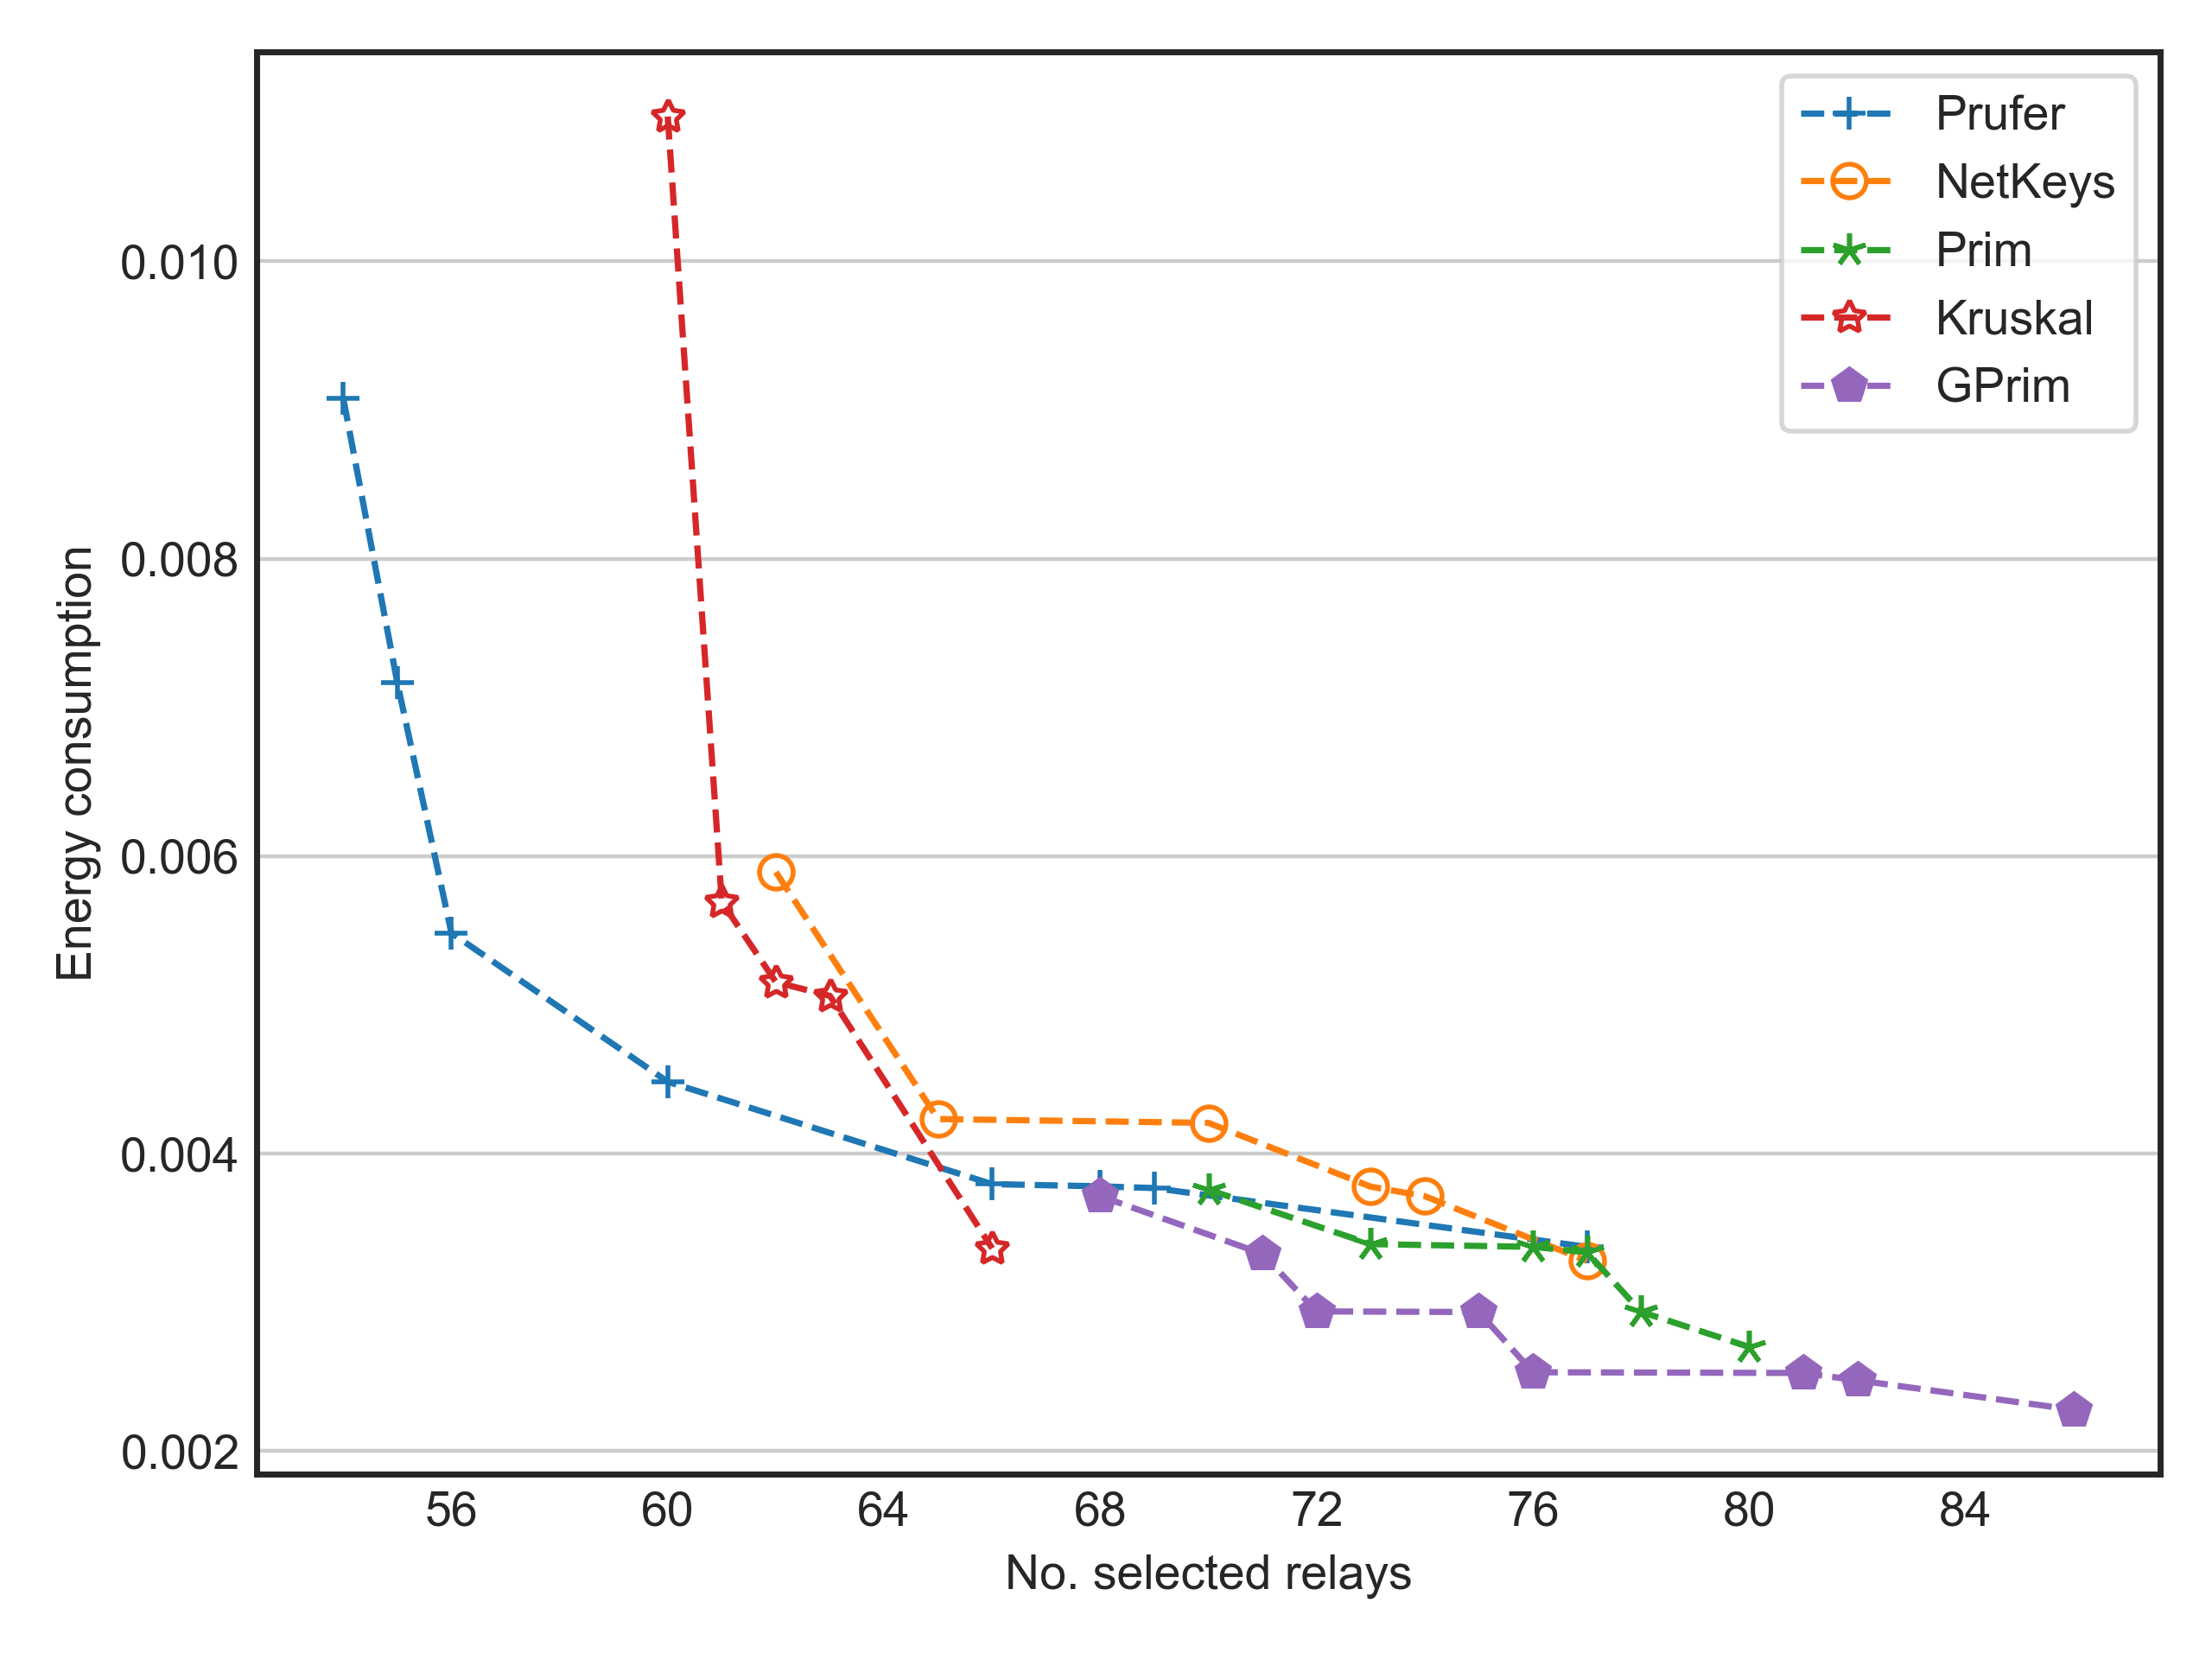 Prufer
NetKeys
Prim
Kruskal
GPrim
Energy consumption
0.010
0.008
0.006
0.004
0.002
56 60 64 68 72 76 80 84
No. selected relays